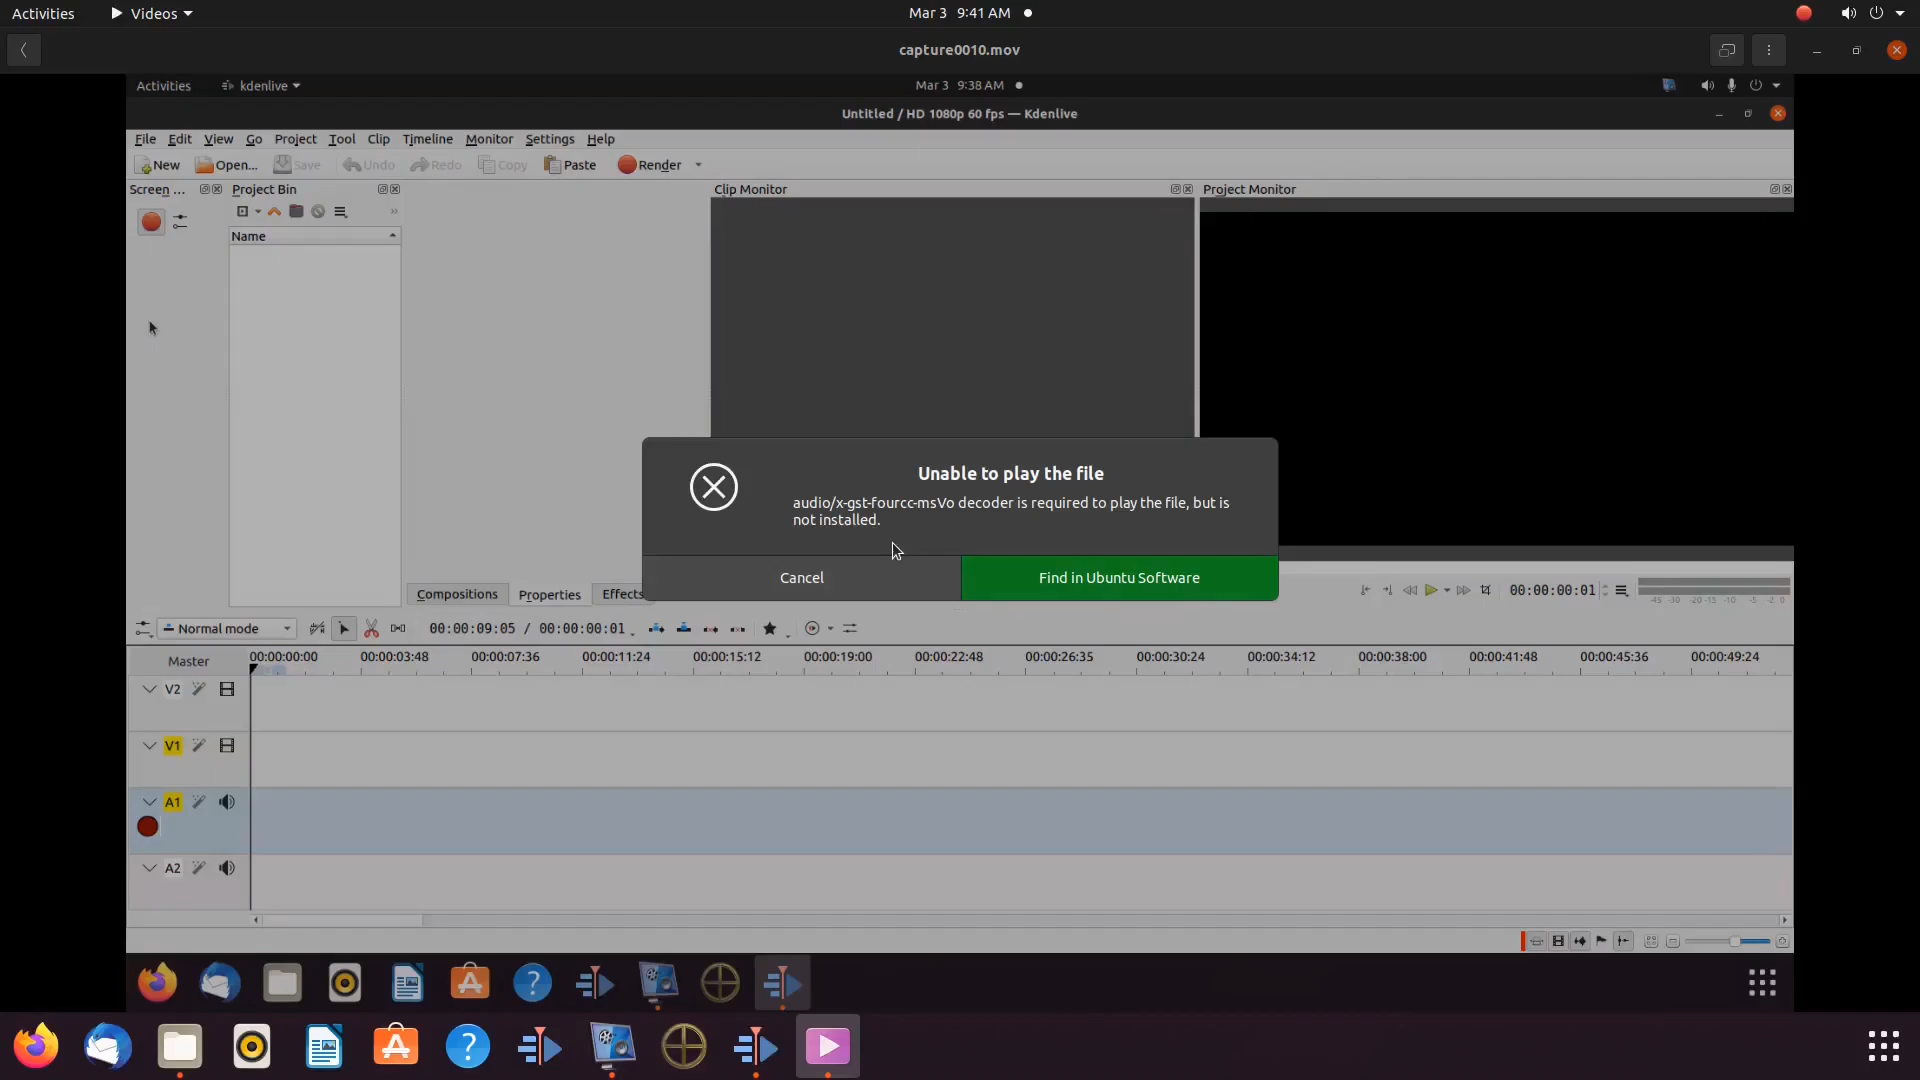 Activities Videos Mar 3 9:41 AM
capture0010.mov
Activities kdenlive Mar 3 9:38 AM
Untitled / HD 1080p 60 fps — Kdenlive
File Edit View Go Project Tool Clip Timeline Monitor Settings Help
New Open... Save Undo Redo Copy Paste Render
Screen ... Project Bin Clip Monitor Project Monitor
Name
Unable to play the file
audio/x-gst-fourcc-msVo decoder is required to play the file, but is
not installed.
Cancel Find in Ubuntu Software
Compositions Properties Effects 00:00:00:01
-45 -30 -20 -15 -10 -5 -2 0
Normal mode 00:00:09:05 / 00:00:00:01
Master 00:00:00:00 00:00:03:48 00:00:07:36 00:00:11:24 00:00:15:12 00:00:19:00 00:00:22:48 00:00:26:35 00:00:30:24 00:00:34:12 00:00:38:00 00:00:41:48 00:00:45:36 00:00:49:24
V2
V1
A1
A2